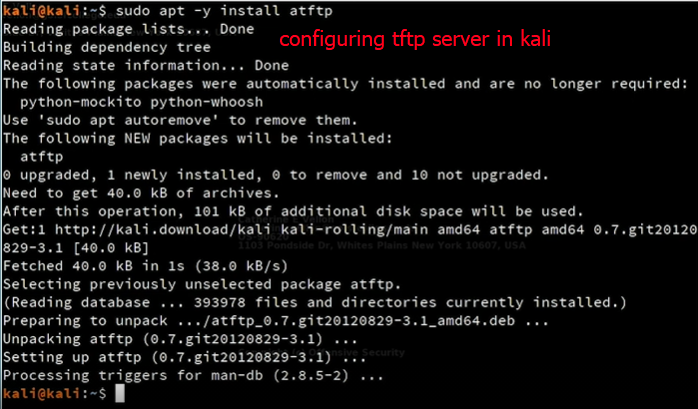 kali@kali:~$ sudo apt -y install atftp
Reading package lists... Done
configuring tftp server in kali
Building dependency tree
Reading state information... Done
The following packages were automatically installed and are no longer required:
python-mockito python-whoosh
Use 'sudo apt autoremove' to remove them.
The following NEW packages will be installed:
atftp
0 upgraded, 1 newly installed, 0 to remove and 10 not upgraded.
Need to get 40.0 kB of archives.
After this operation, 101 kB of additional disk space will be used.
Get:1 http://kali.download/kali kali-rolling/main amd64 atftp amd64 0.7.git20120
829-3.1 [40.0 kB]
1103 Pondside Dr, Whites Plains New York 10607, USA
Fetched 40.0 kB in 1s (38.0 kB/s)
Selecting previously unselected package atftp.
(Reading database ... 393978 files and directories currently installed.)
Preparing to unpack .../atftp_0.7.git20120829-3.1_amd64.deb ...
Unpacking atftp (0.7.git20120829-3.1) ...
Setting up atftp (0.7.git20120829-3.1) ...
Security
Processing triggers for man-db (2.8.5-2) ...
kali@kali:~$